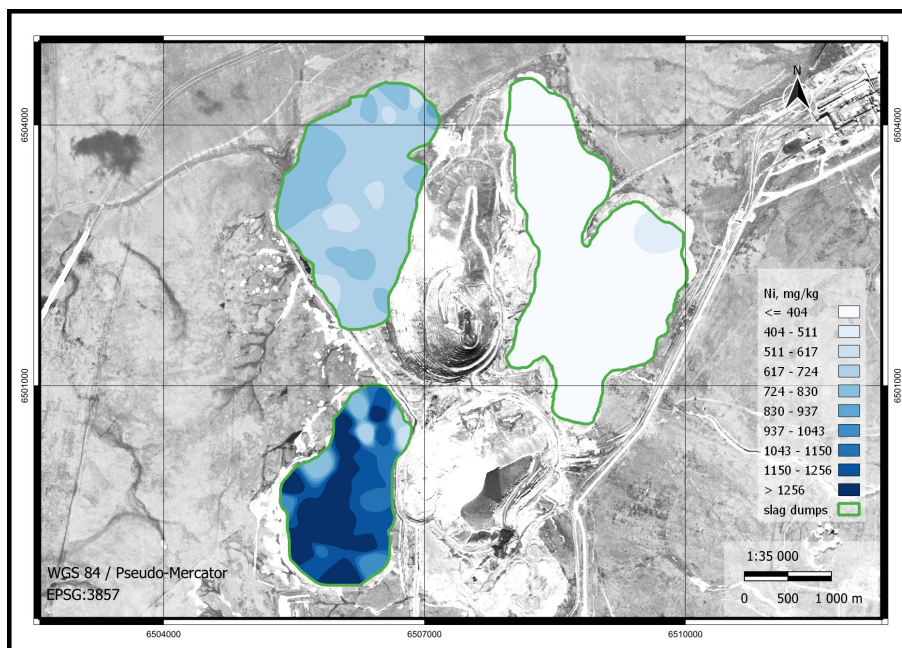 N
6504000
6504000
6501000
6501000
Ni, mg/kg
<= 404
404 - 511
511 - 617
617 - 724
724 - 830
830 - 937
937 - 1043
1043 - 1150
1150 - 1256
> 1256
slag dumps
WGS 84 / Pseudo-Mercator
EPSG:3857
1:35 000
0 500 1 000 m
6504000 6507000 6510000